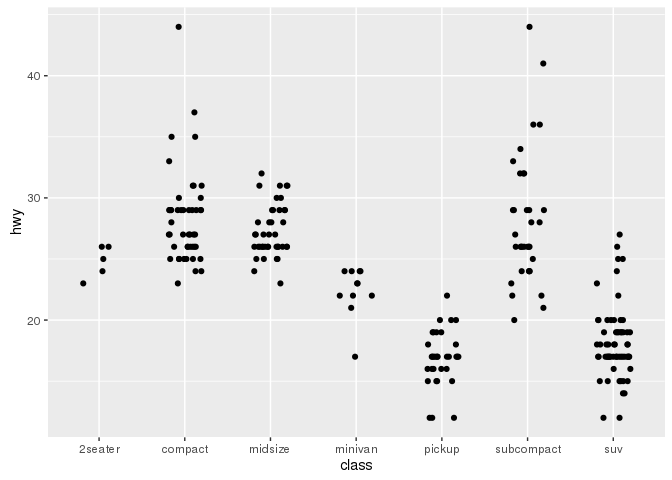 40
30
20
hwy
2seater compact midsize minivan pickup subcompact suv
class